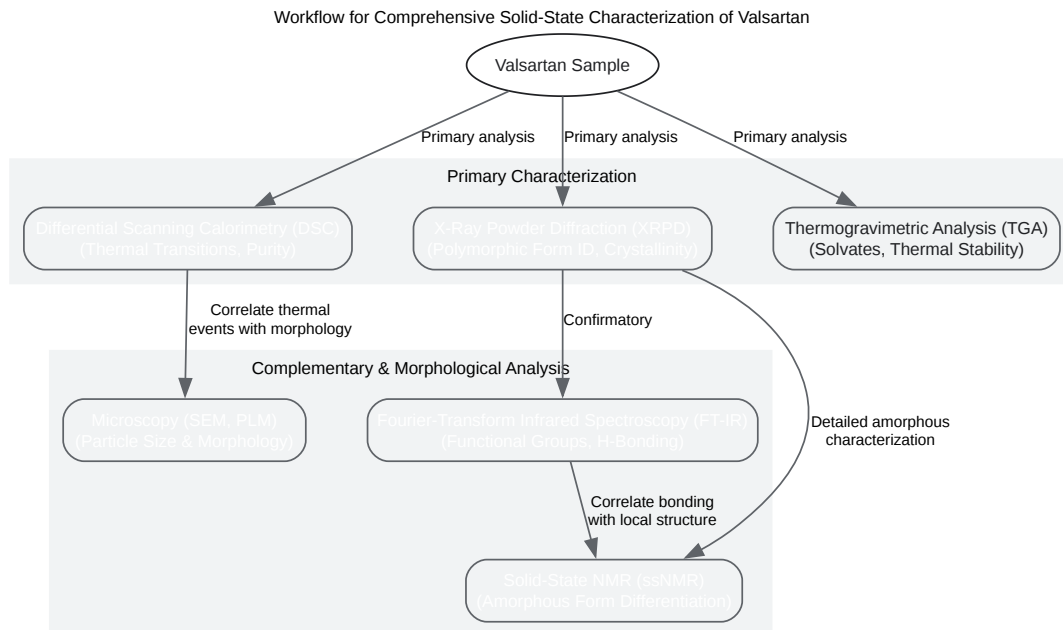 Workflow for Comprehensive Solid-State Characterization of Valsartan
Valsartan Sample
Primary analysis
Primary analysis
Primary analysis
Primary Characterization
Differential Scanning Calorimetry (DSC)
(Thermal Transitions, Purity)
X-Ray Powder Diffraction (XRPD)
(Polymorphic Form ID, Crystallinity)
Thermogravimetric Analysis (TGA)
(Solvates, Thermal Stability)
Correlate thermal
events with morphology
Confirmatory
Complementary & Morphological Analysis
Microscopy (SEM, PLM)
(Particle Size & Morphology)
Fourier-Transform Infrared Spectroscopy (FT-IR)
(Functional Groups, H-Bonding)
Detailed amorphous
characterization
Correlate bonding
with local structure
Solid-State NMR (ssNMR)
(Amorphous Form Differentiation)